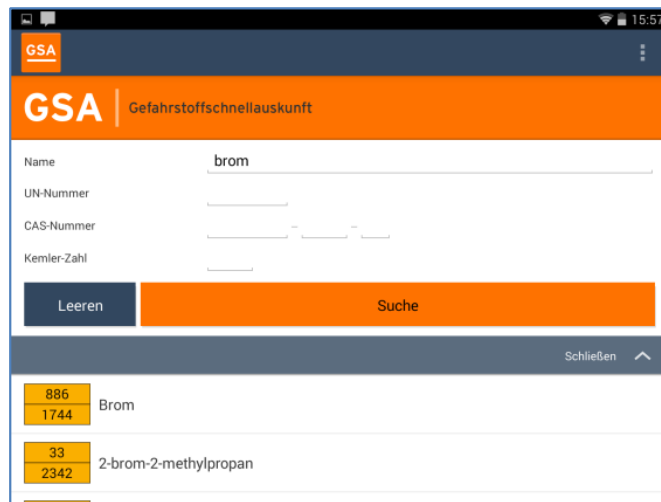 15:57
GSA
GSA Gefahrstoffschnellauskunft
Name brom
UN-Nummer
CAS-Nummer – –
Kemler-Zahl
Leeren Suche
Schließen
886
1744
Brom
33
2342
2-brom-2-methylpropan